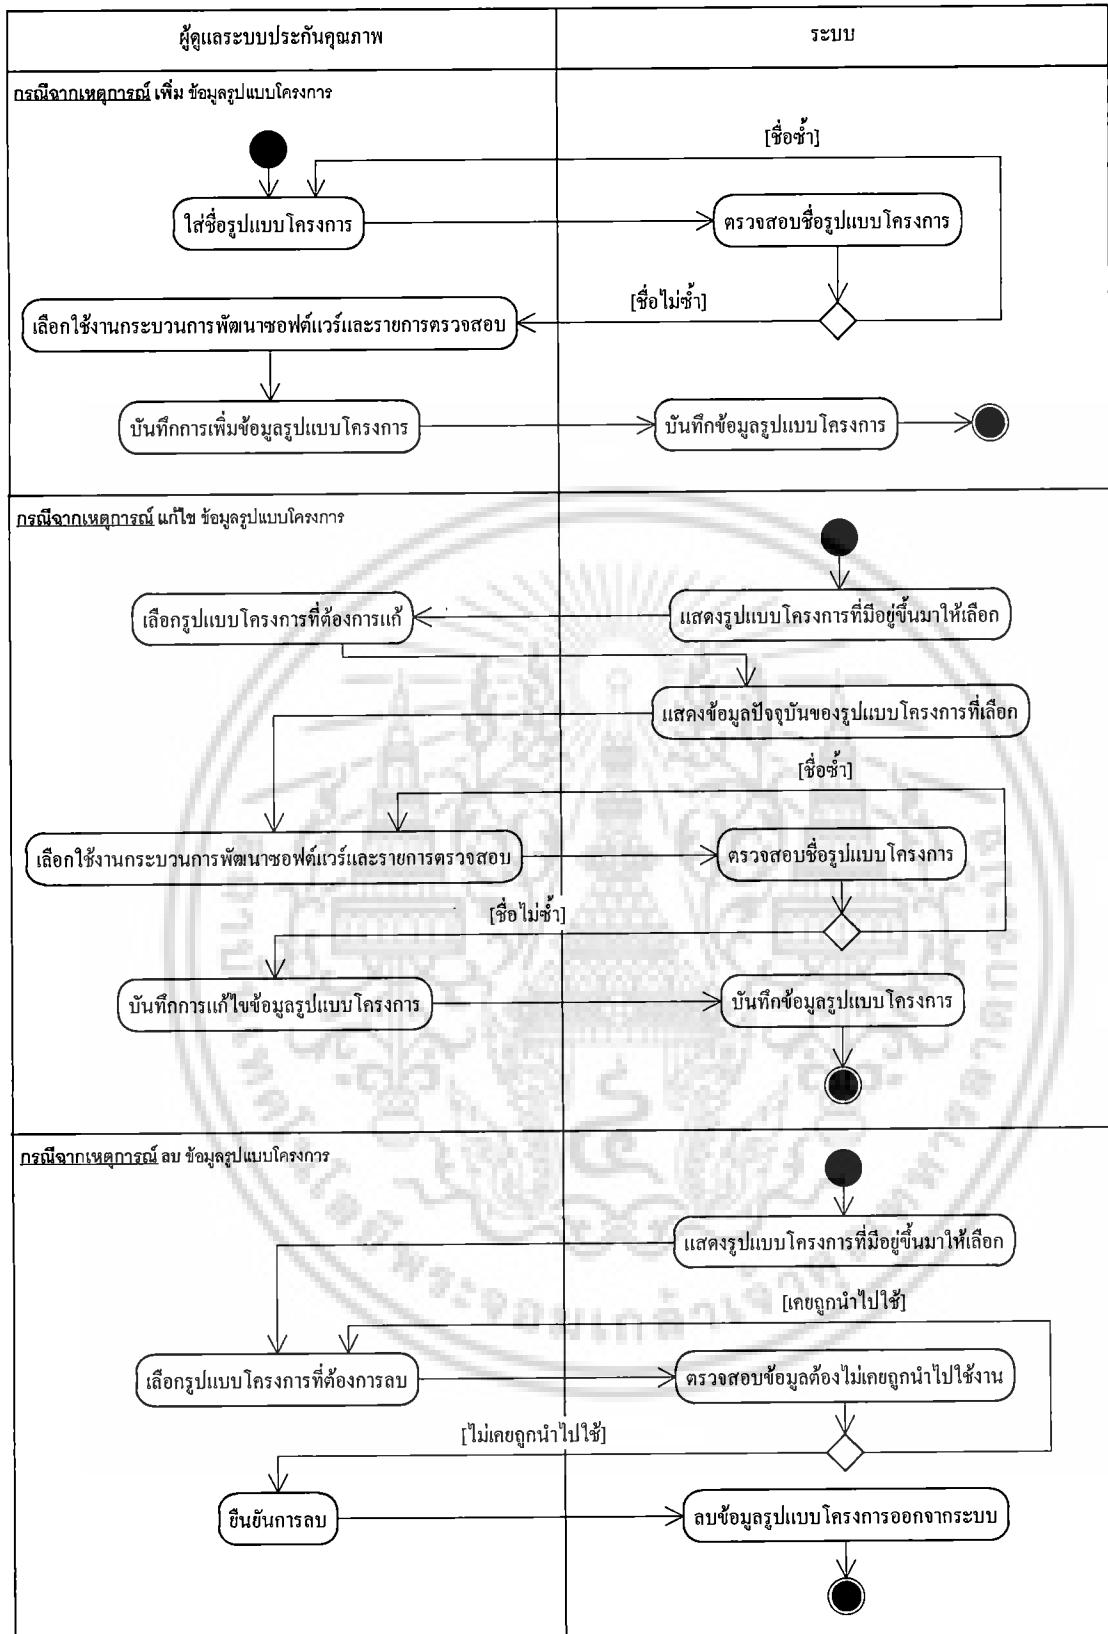 ผู้ดูแลระบบประกันคุณภาพ
ระบบ
กรณีจากเหตุการณ์ เพิ่ม ข้อมูลรูปแบบโครงการ
[ชื่อซ้ำ]
ใส่ชื่อรูปแบบโครงการ
ตรวจสอบชื่อรูปแบบโครงการ
[ชื่อไม่ซ้ำ]
เลือกใช้งานกระบวนการพัฒนาซอฟต์แวร์และรายการตรวจสอบ
บันทึกการเพิ่มข้อมูลรูปแบบโครงการ
บันทึกข้อมูลรูปแบบโครงการ
กรณีจากเหตุการณ์ แก้ไข ข้อมูลรูปแบบโครงการ
เลือกรูปแบบโครงการที่ต้องการแก้
แสดงรูปแบบโครงการที่มีอยู่ขึ้นมาให้เลือก
แสดงข้อมูลปัจจุบันของรูปแบบโครงการที่เลือก
[ชื่อซ้ำ]
เลือกใช้งานกระบวนการพัฒนาซอฟต์แวร์และรายการตรวจสอบ
ตรวจสอบชื่อรูปแบบโครงการ
[ชื่อไม่ซ้ำ]
บันทึกการแก้ไขข้อมูลรูปแบบโครงการ
บันทึกข้อมูลรูปแบบโครงการ
กรณีจากเหตุการณ์ ลบ ข้อมูลรูปแบบโครงการ
แสดงรูปแบบโครงการที่มีอยู่ขึ้นมาให้เลือก
[เคยถูกนำไปใช้]
เลือกรูปแบบโครงการที่ต้องการลบ
ตรวจสอบข้อมูลต้องไม่เคยถูกนำไปใช้งาน
[ไม่เคยถูกนำไปใช้]
ยืนยันการลบ
ลบข้อมูลรูปแบบโครงการออกจากระบบ